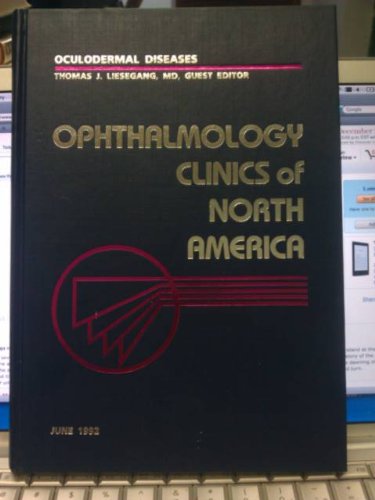 OCULODERMAL DISEASES
THOMAS J. LIESEGANG, MD, GUEST EDITOR
OPHTHALMOLOGY
CLINICS of
NORTH
AMERICA
JUNE 1992